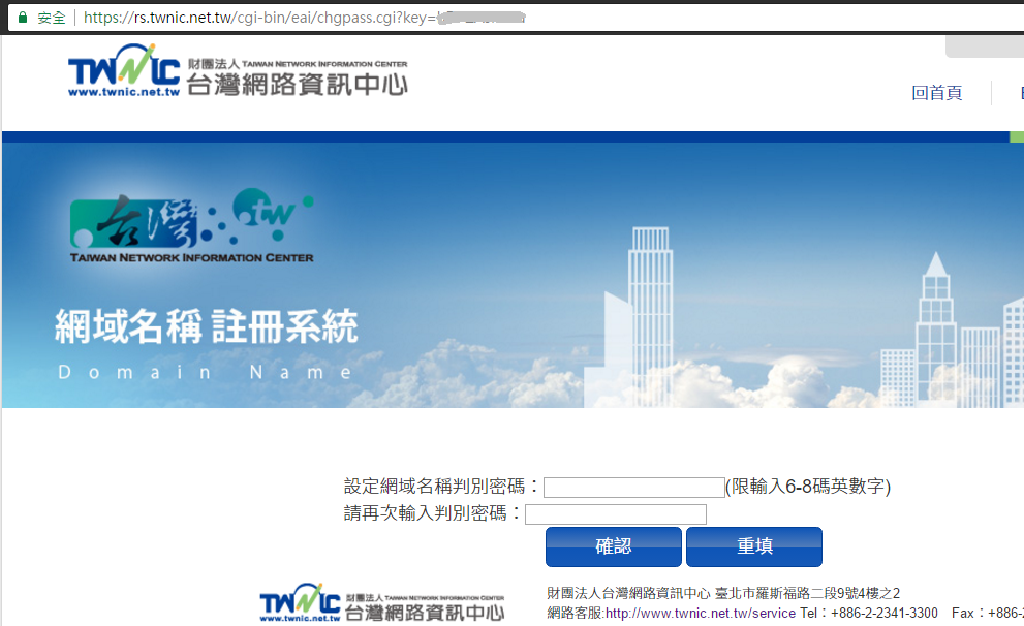 安全 https://rs.twnic.net.tw/cgi-bin/eai/chgpass.cgi?key=
TWNIC 財團法人 TAIWAN NETWORK INFORMATION CENTER
www.twnic.net.tw 台灣網路資訊中心
回首頁
台灣 .tw
TAIWAN NETWORK INFORMATION CENTER
網域名稱 註冊系統
Domain Name
設定網域名稱判別密碼：(限輸入6-8碼英數字)
請再次輸入判別密碼：
確認 重填
TWNIC 財團法人 TAIWAN NETWORK INFORMATION CENTER
www.twnic.net.tw 台灣網路資訊中心
財團法人台灣網路資訊中心 臺北市羅斯福路二段9號4樓之2
網路客服:http://www.twnic.net.tw/service Tel：+886-2-2341-3300 Fax：+886-